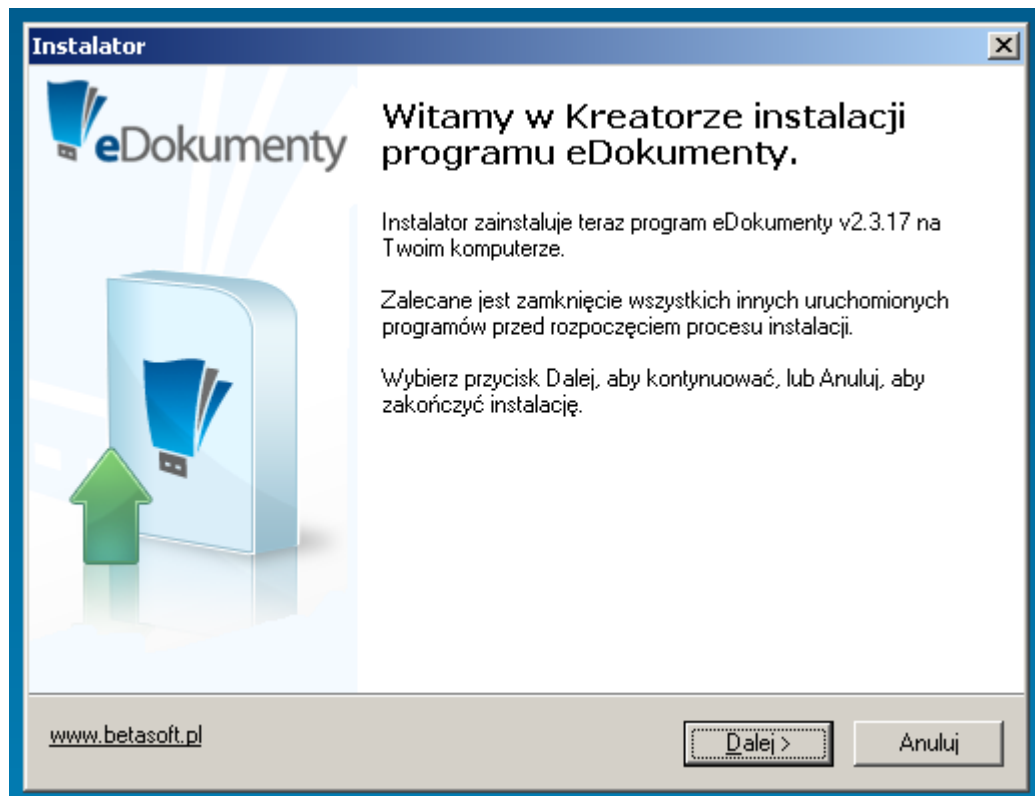 Instalator
eDokumenty
Witamy w Kreatorze instalacji
programu eDokumenty.
Instalator zainstaluje teraz program eDokumenty v2.3.17 na
Twoim komputerze.
Zalecane jest zamknięcie wszystkich innych uruchomionych
programów przed rozpoczęciem procesu instalacji.
Wybierz przycisk Dalej, aby kontynuować, lub Anuluj, aby
zakończyć instalację.
www.betasoft.pl
Dalej >
Anuluj